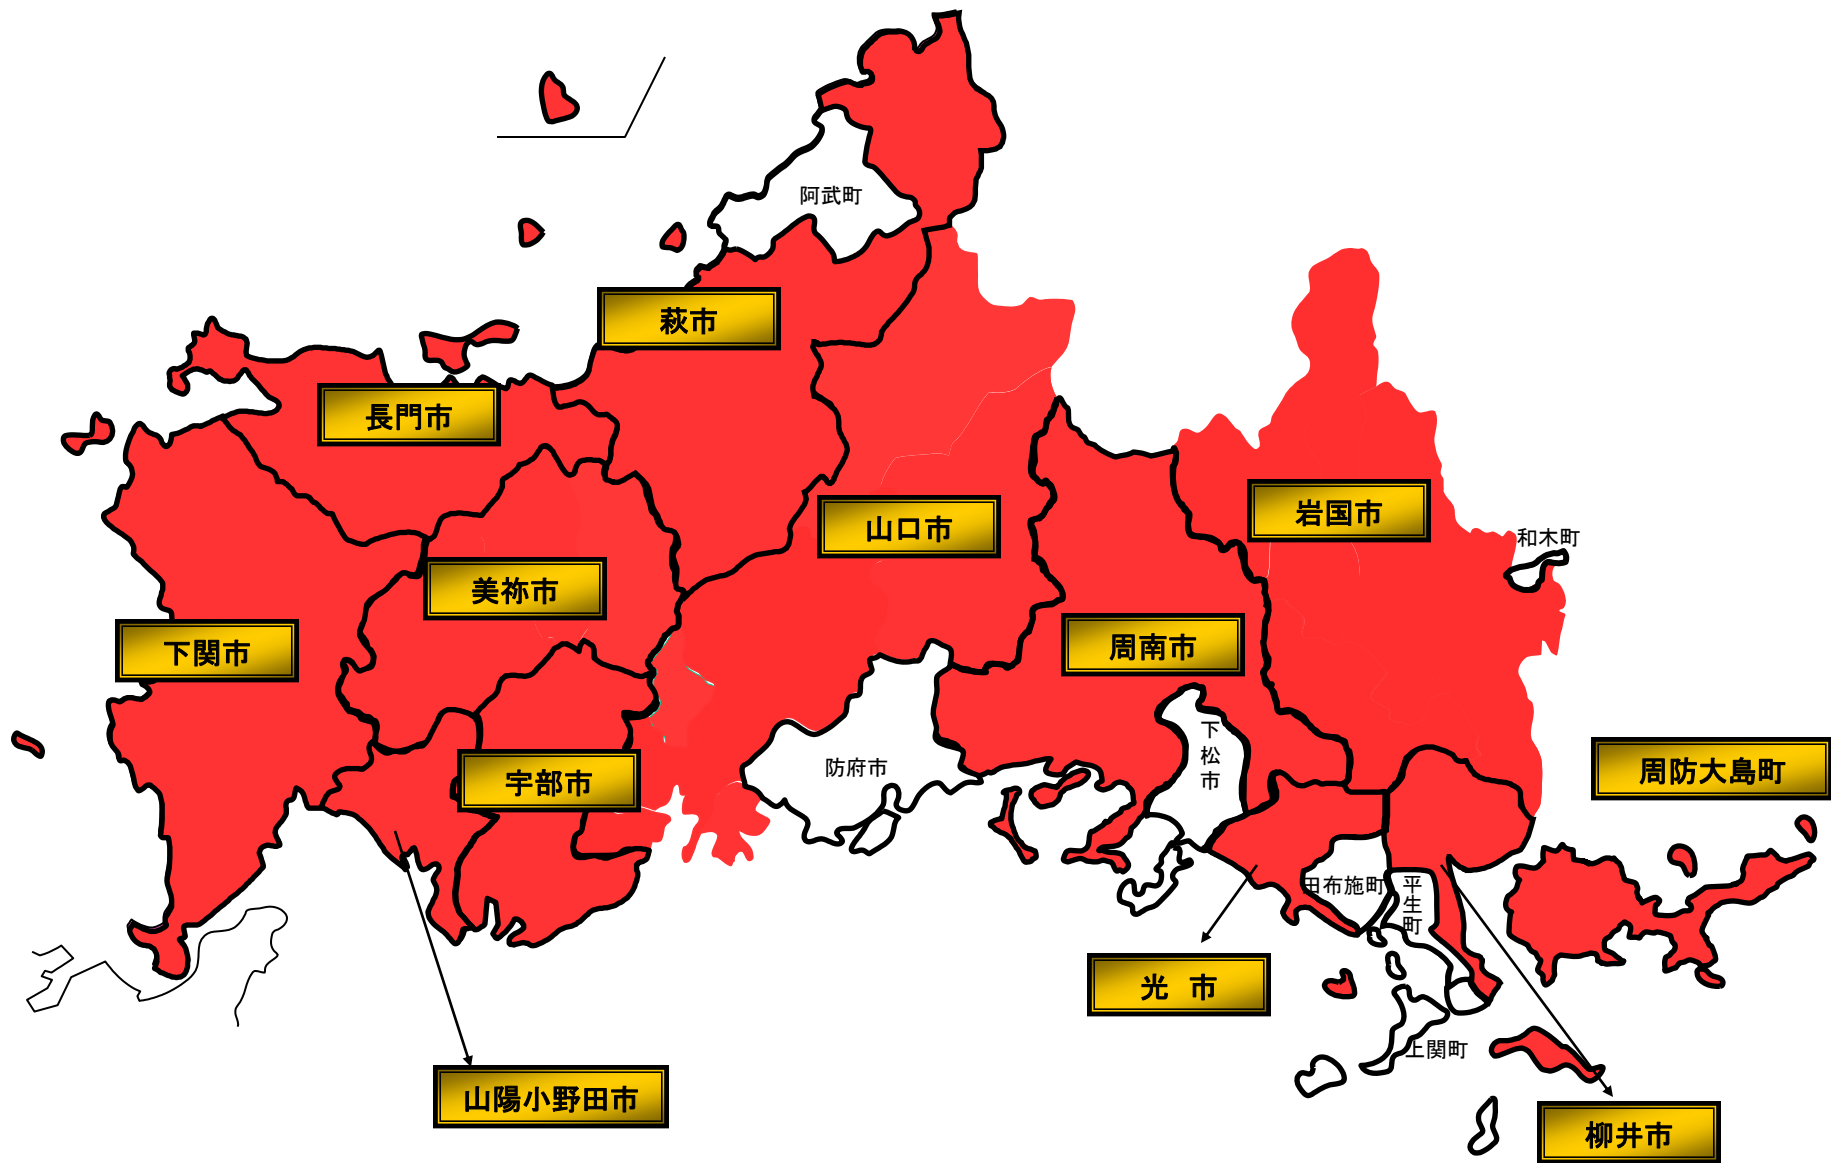 阿武町
萩市
長門市
山口市
岩国市
和木町
美祢市
下関市
周南市
下松市
防府市
宇部市
周防大島町
田布施町
平生町
光　市
上関町
山陽小野田市
柳井市